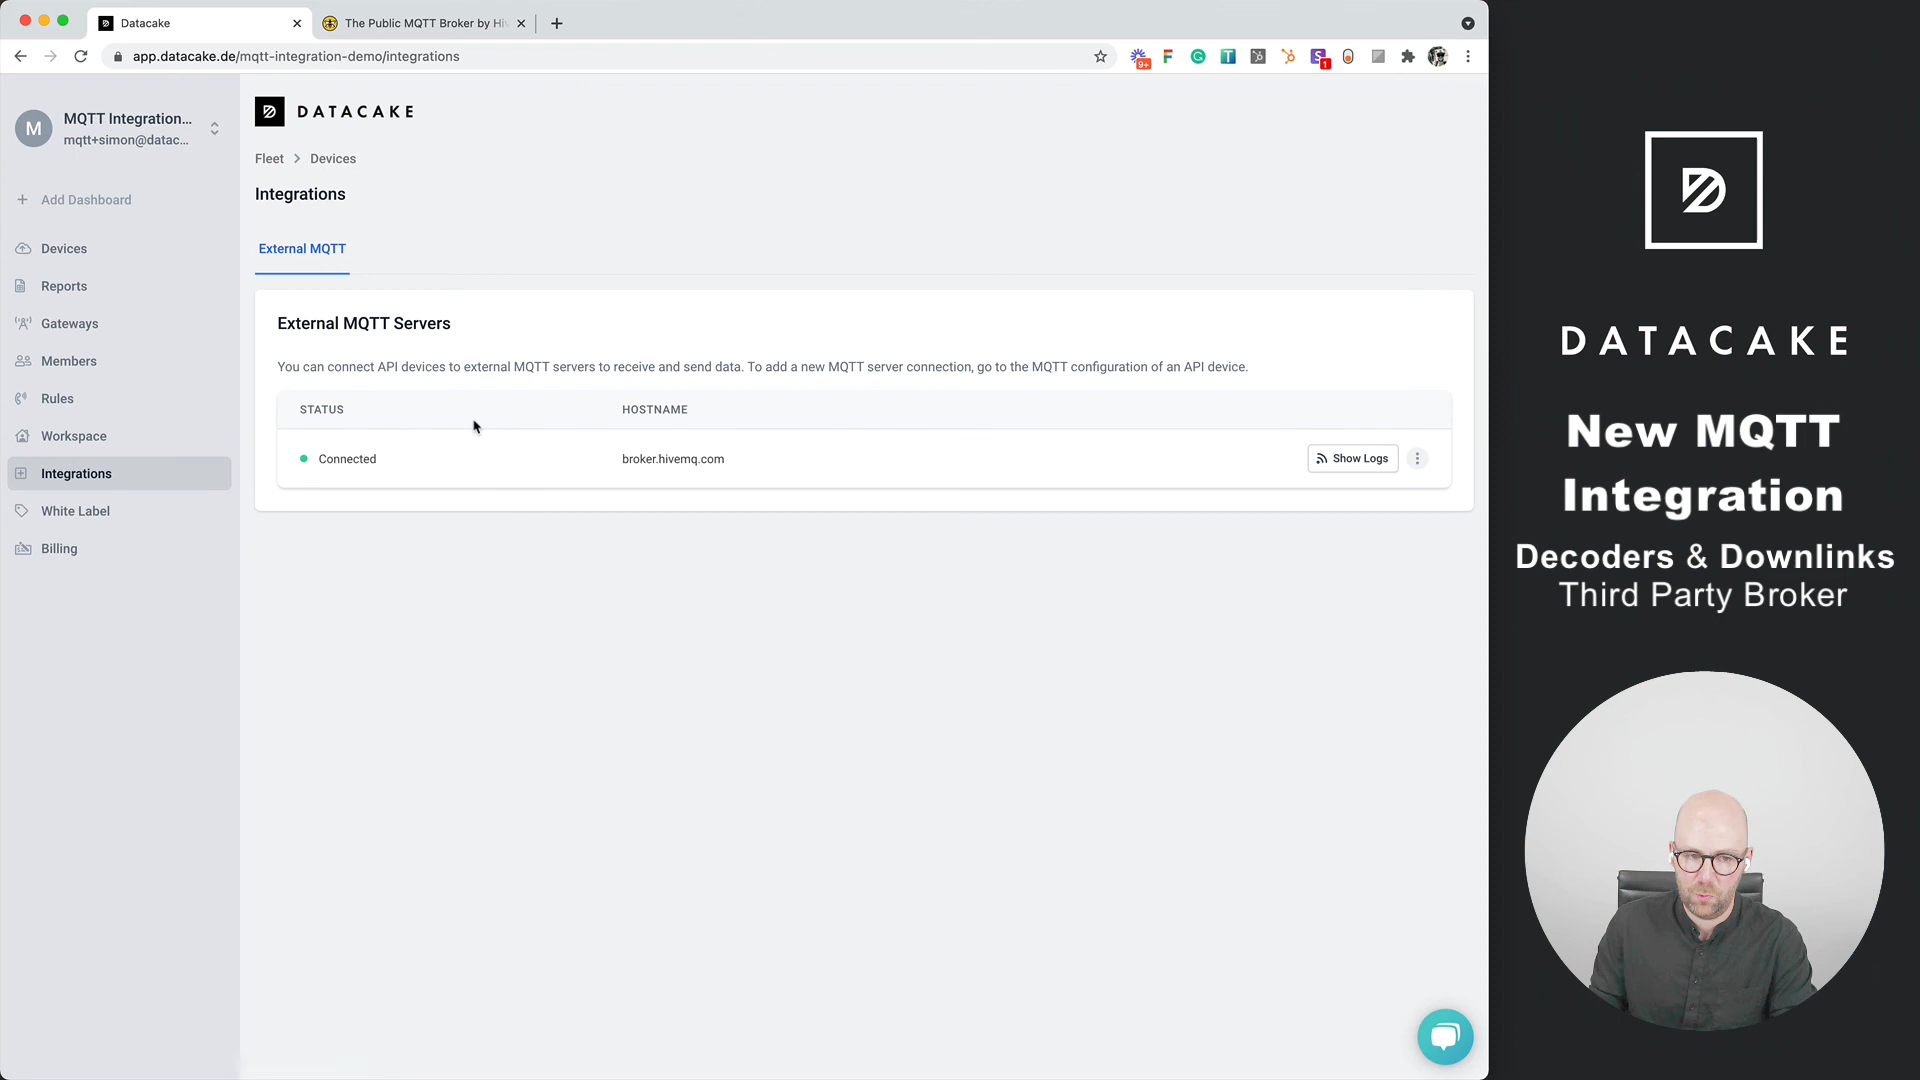 Datacake
The Public MQTT Broker by Hi
app.datacake.de/mqtt-integration-demo/integrations
9+
1
M
MQTT Integration...
mqtt+simon@datac...
DATACAKE
Fleet > Devices
Integrations
Add Dashboard
Devices
Reports
Gateways
Members
Rules
Workspace
Integrations
White Label
Billing
External MQTT
External MQTT Servers
You can connect API devices to external MQTT servers to receive and send data. To add a new MQTT server connection, go to the MQTT configuration of an API device.
STATUS HOSTNAME
Connected broker.hivemq.com Show Logs
DATACAKE
New MQTT
Integration
Decoders & Downlinks
Third Party Broker